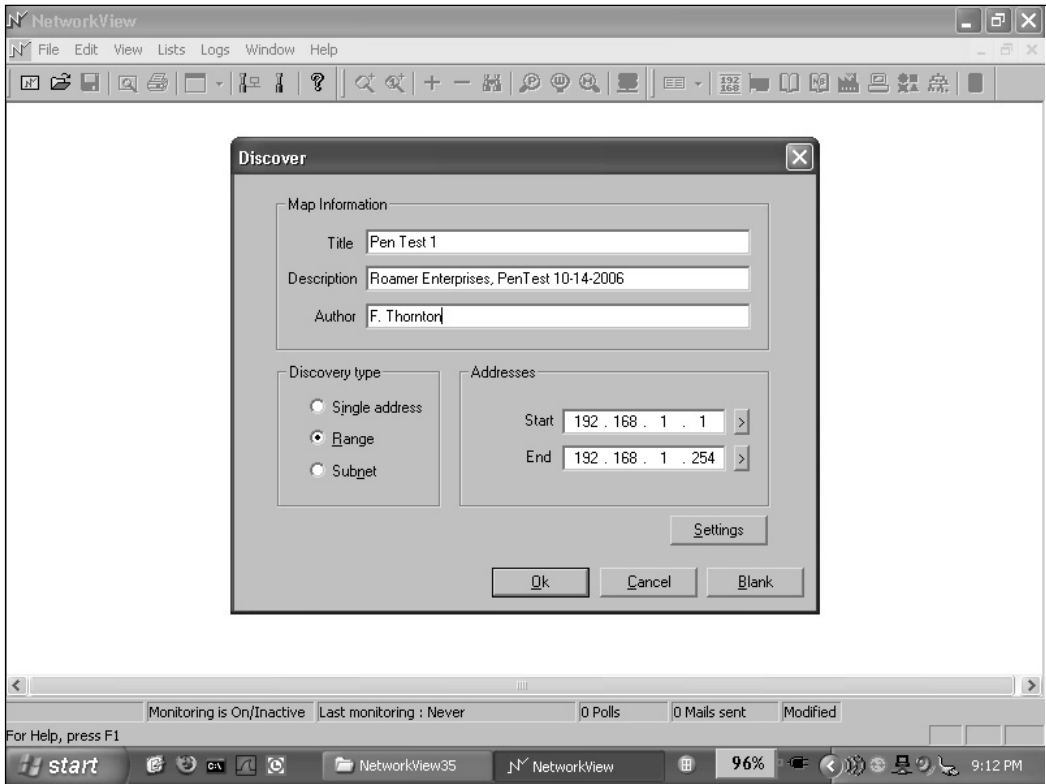 NetworkView
File Edit View Lists Logs Window Help
192
168
Discover
Map Information
Title Pen Test 1
Description Roamer Enterprises, PenTest 10-14-2006
Author F. Thornton
Discovery type
Single address
Range
Subnet
Addresses
Start 192 . 168 . 1 . 1 >
End 192 . 168 . 1 . 254 >
Settings
Ok Cancel Blank
Monitoring is On/Inactive Last monitoring : Never 0 Polls 0 Mails sent Modified
For Help, press F1
start NetworkView35 NetworkView 96% 9:12 PM